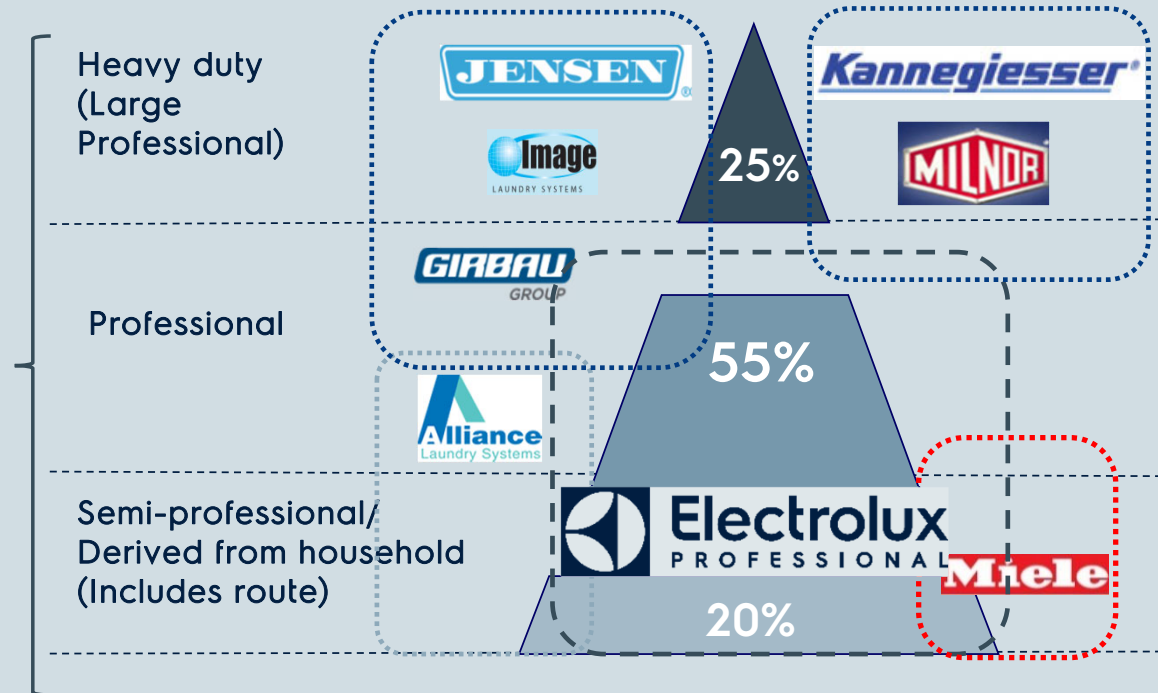 Heavy duty
(Large
Professional)
JENSEN
®
Image
LAUNDRY SYSTEMS
25%
Kannegiesser®
MILNOR
GIRBAU
GROUP
Professional
55%
Alliance
Laundry Systems
Semi-professional/
Derived from household
(Includes route)
Electrolux
PROFESSIONAL
Miele
20%